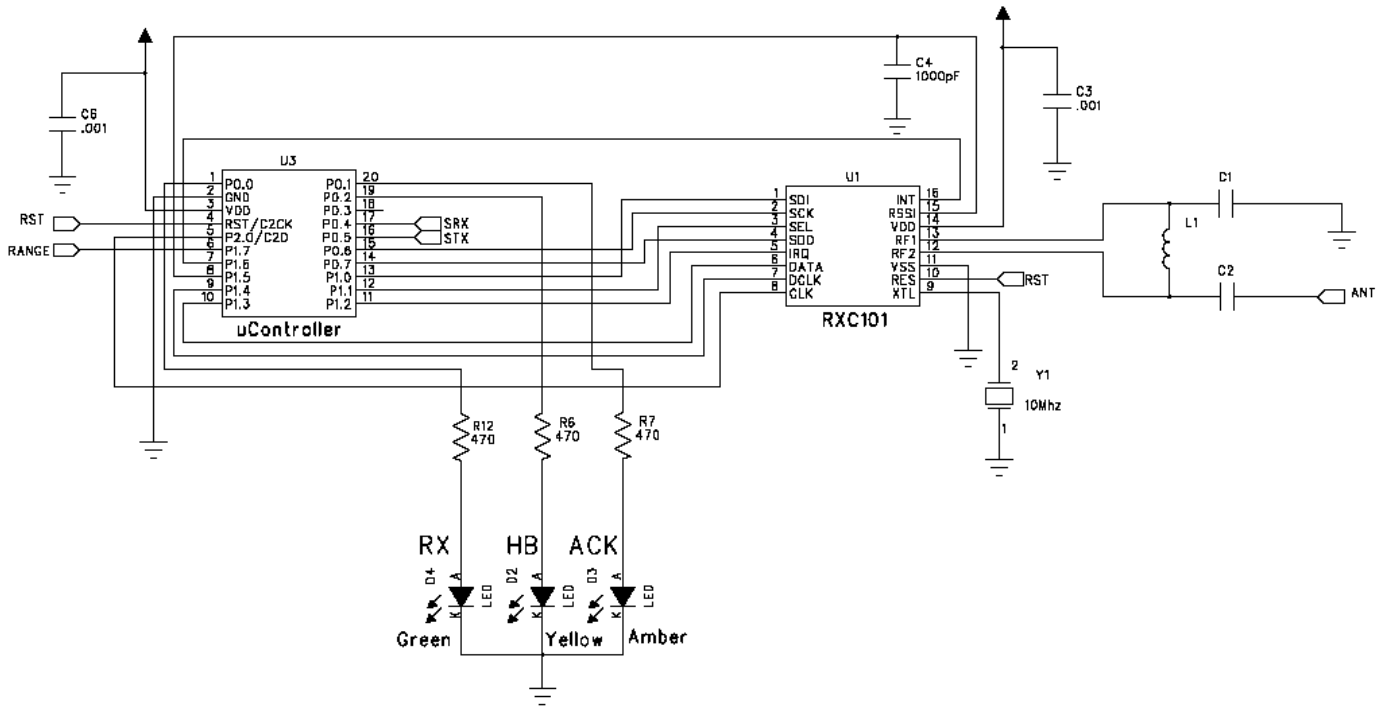 C4
1000pF
C6
.001
C3
.001
U3
1 P0.0
2 GND
3 VDD
4 RST/C2CK
5 P2.0/C2D
6 P1.7
7 P1.6
8 P1.5
9 P1.4
10 P1.3
P0.1 20
P0.2 19
P0.3 18
P0.4 17
P0.5 16
P0.6 15
P0.7 14
P1.0 13
P1.1 12
P1.2 11
uController
RST
RANGE
SRX
STX
U1
1 SDI
2 SCK
3 SEL
4 SDO
5 IRQ
6 DATA
7 DCLK
8 CLK
INT 16
RSSI 15
VDD 14
RF1 13
RF2 12
VSS 11
RES 10
XTL 9
RXC101
RST
C1
L1
C2
ANT
2
Y1
10Mhz
1
R12
470
R6
470
R7
470
RX
HB
ACK
D4
A
K
LED
D2
A
K
LED
D3
A
K
LED
Green
Yellow
Amber